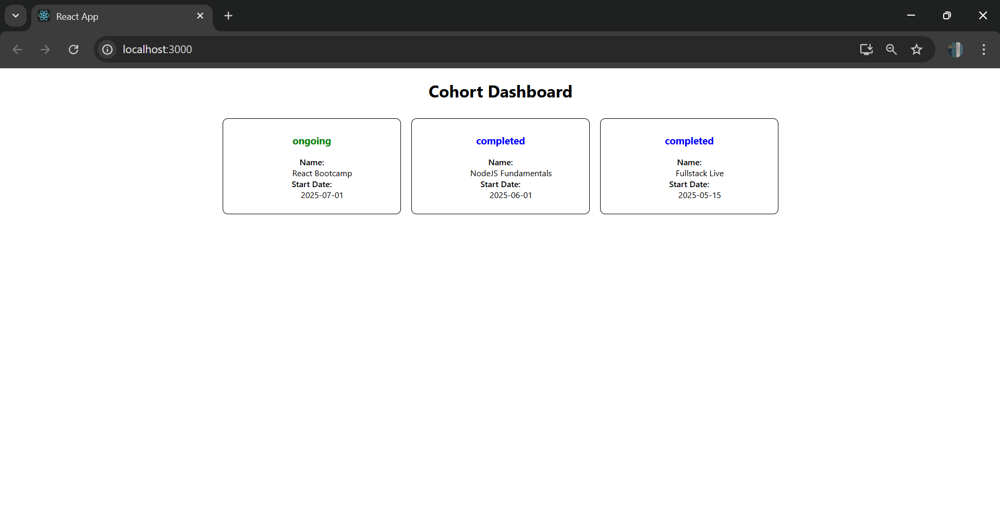 React App
localhost:3000
Cohort Dashboard
ongoing
Name:
React Bootcamp
Start Date:
2025-07-01
completed
Name:
NodeJS Fundamentals
Start Date:
2025-06-01
completed
Name:
Fullstack Live
Start Date:
2025-05-15